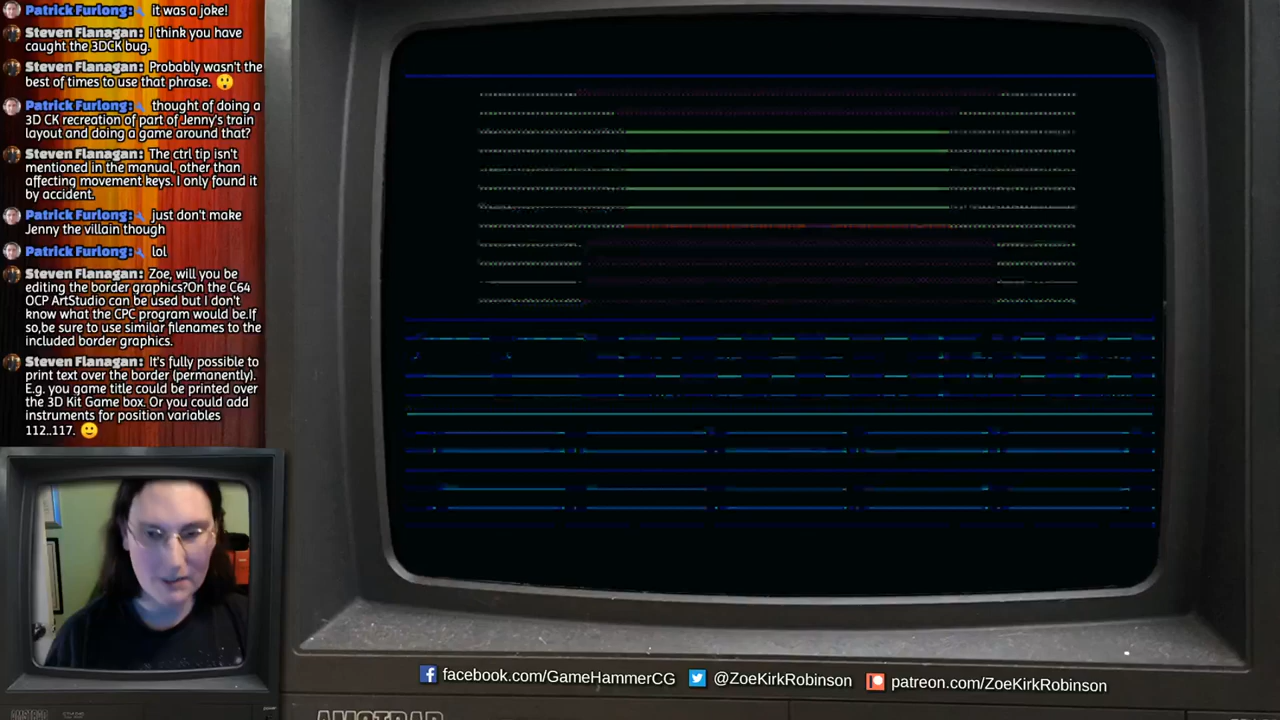 Patrick Furlong: it was a joke!
Steven Flanagan: I think you have
caught the 3DCK bug.
Steven Flanagan: Probably wasn't the
best of times to use that phrase. 😲
Patrick Furlong: thought of doing a
3D CK recreation of part of Jenny's train
layout and doing a game around that?
Steven Flanagan: The ctrl tip isn't
mentioned in the manual, other than
affecting movement keys. I only found it
by accident.
Patrick Furlong: just don't make
Jenny the villain though
Patrick Furlong: lol
Steven Flanagan: Zoe, will you be
editing the border graphics?On the C64
OCP ArtStudio can be used but I don't
know what the CPC program would be.If
so,be sure to use similar filenames to the
included border graphics.
Steven Flanagan: It's fully possible to
print text over the border (permanently).
E.g. you game title could be printed over
the 3D Kit Game box. Or you could add
instruments for position variables
112..117. 🙂
facebook.com/GameHammerCG @ZoeKirkRobinson patreon.com/ZoeKirkRobinson
AMSTRAD